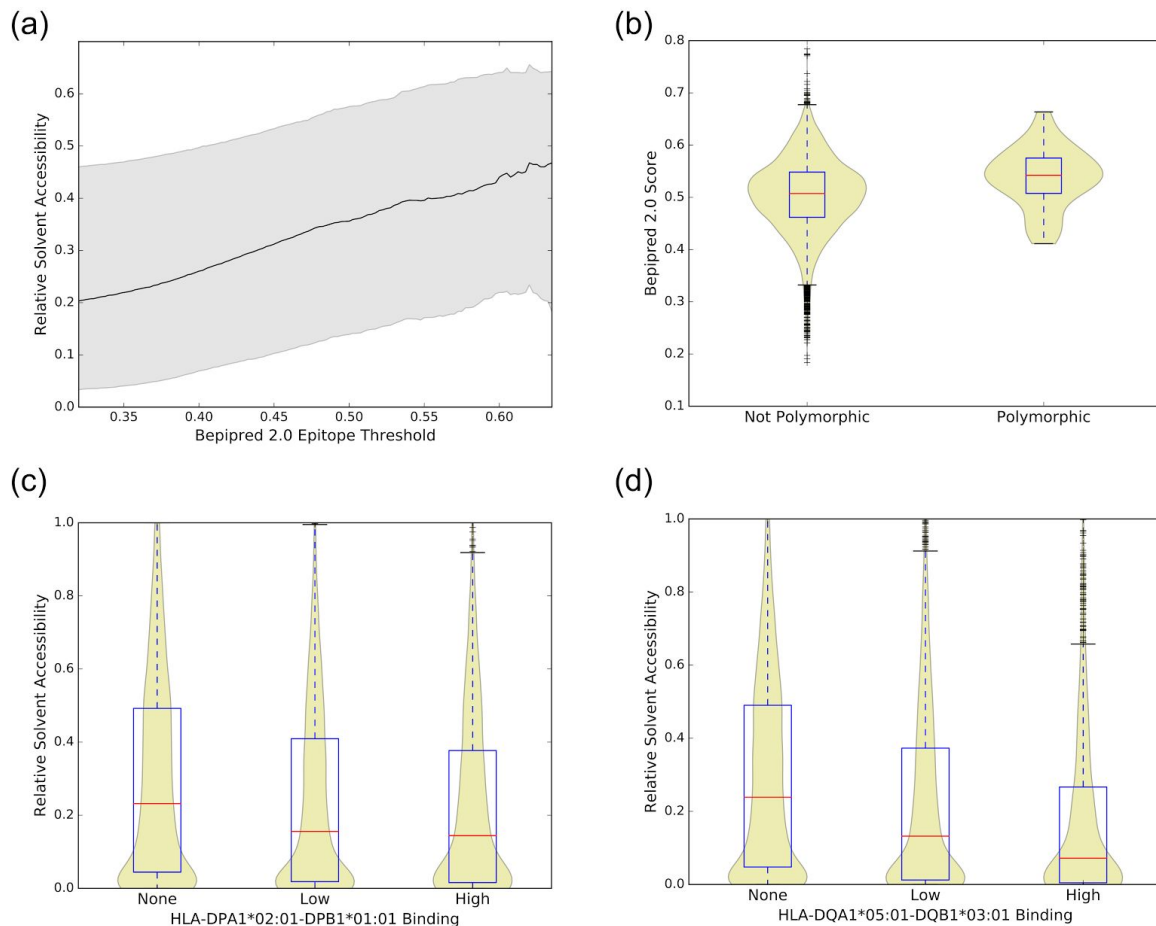 (a)
Relative Solvent Accessibility
0.6
0.5
0.4
0.3
0.2
0.1
0.0
0.35 0.40 0.45 0.50 0.55 0.60
Bepipred 2.0 Epitope Threshold
(b)
Bepipred 2.0 Score
0.8
0.7
0.6
0.5
0.4
0.3
0.2
0.1
Not Polymorphic Polymorphic
(c)
Relative Solvent Accessibility
1.0
0.8
0.6
0.4
0.2
0.0
None Low High
HLA-DPA1*02:01-DPB1*01:01 Binding
(d)
Relative Solvent Accessibility
1.0
0.8
0.6
0.4
0.2
0.0
None Low High
HLA-DQA1*05:01-DQB1*03:01 Binding